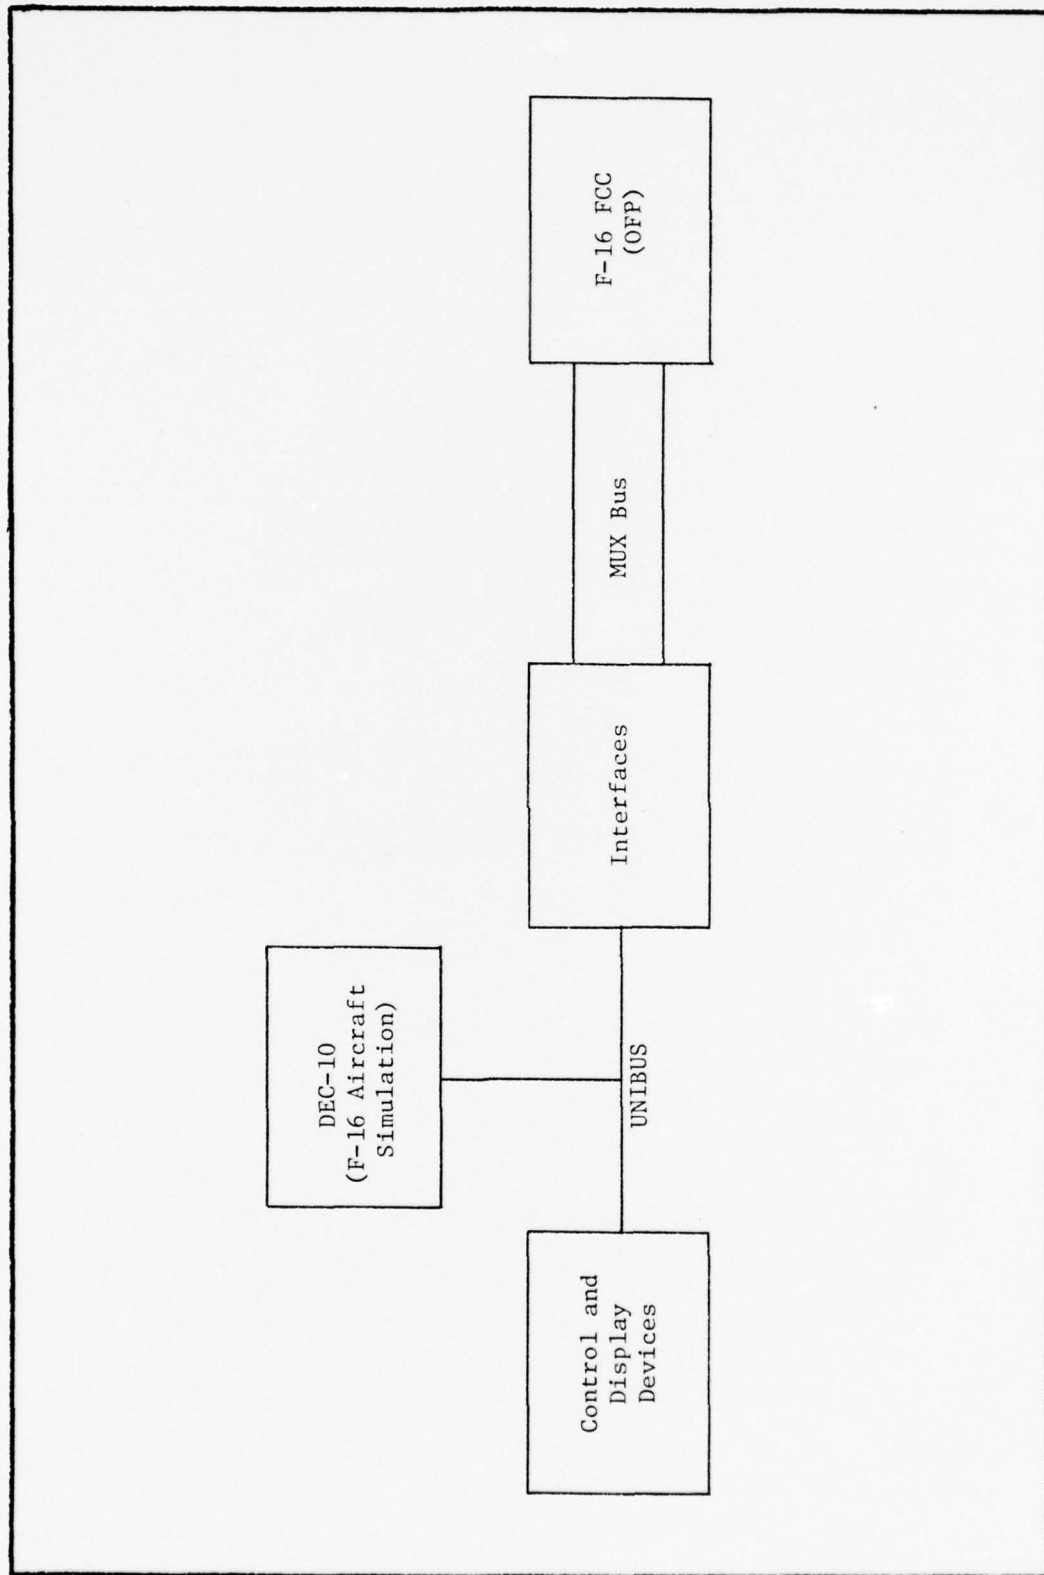 DEC-10
(F-16 Aircraft
Simulation)
Control and
Display
Devices
UNIBUS
Interfaces
MUX Bus
F-16 FCC
(OFP)